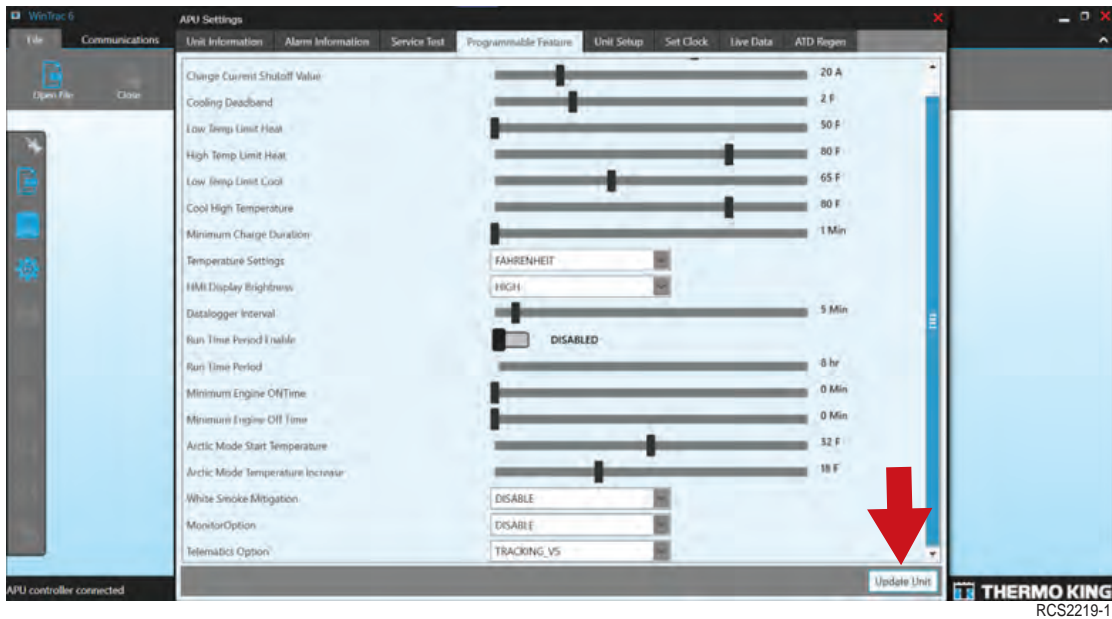 WinTrac 6
APU Settings
File Communications
Unit Information Alarm Information Service Test Programmable Feature Unit Setup Set Clock Live Data ATD Regen
Open File Close
Charge Current Shutoff Value 20 A
Cooling Deadband 2 F
Low Temp Limit Heat 50 F
High Temp Limit Heat 80 F
Low Temp Limit Cool 65 F
Cool High Temperature 80 F
Minimum Charge Duration 1 Min
Temperature Settings FAHRENHEIT
HMI Display Brightness HIGH
Datalogger Interval 5 Min
Run Time Period Enable DISABLED
Run Time Period 8 hr
Minimum Engine ONTime 0 Min
Minimum Engine Off Time 0 Min
Arctic Mode Start Temperature 32 F
Arctic Mode Temperature Increase 18 F
White Smoke Mitigation DISABLE
MonitorOption DISABLE
Telematics Option TRACKING_V5
Update Unit
APU controller connected
THERMO KING
RCS2219-1